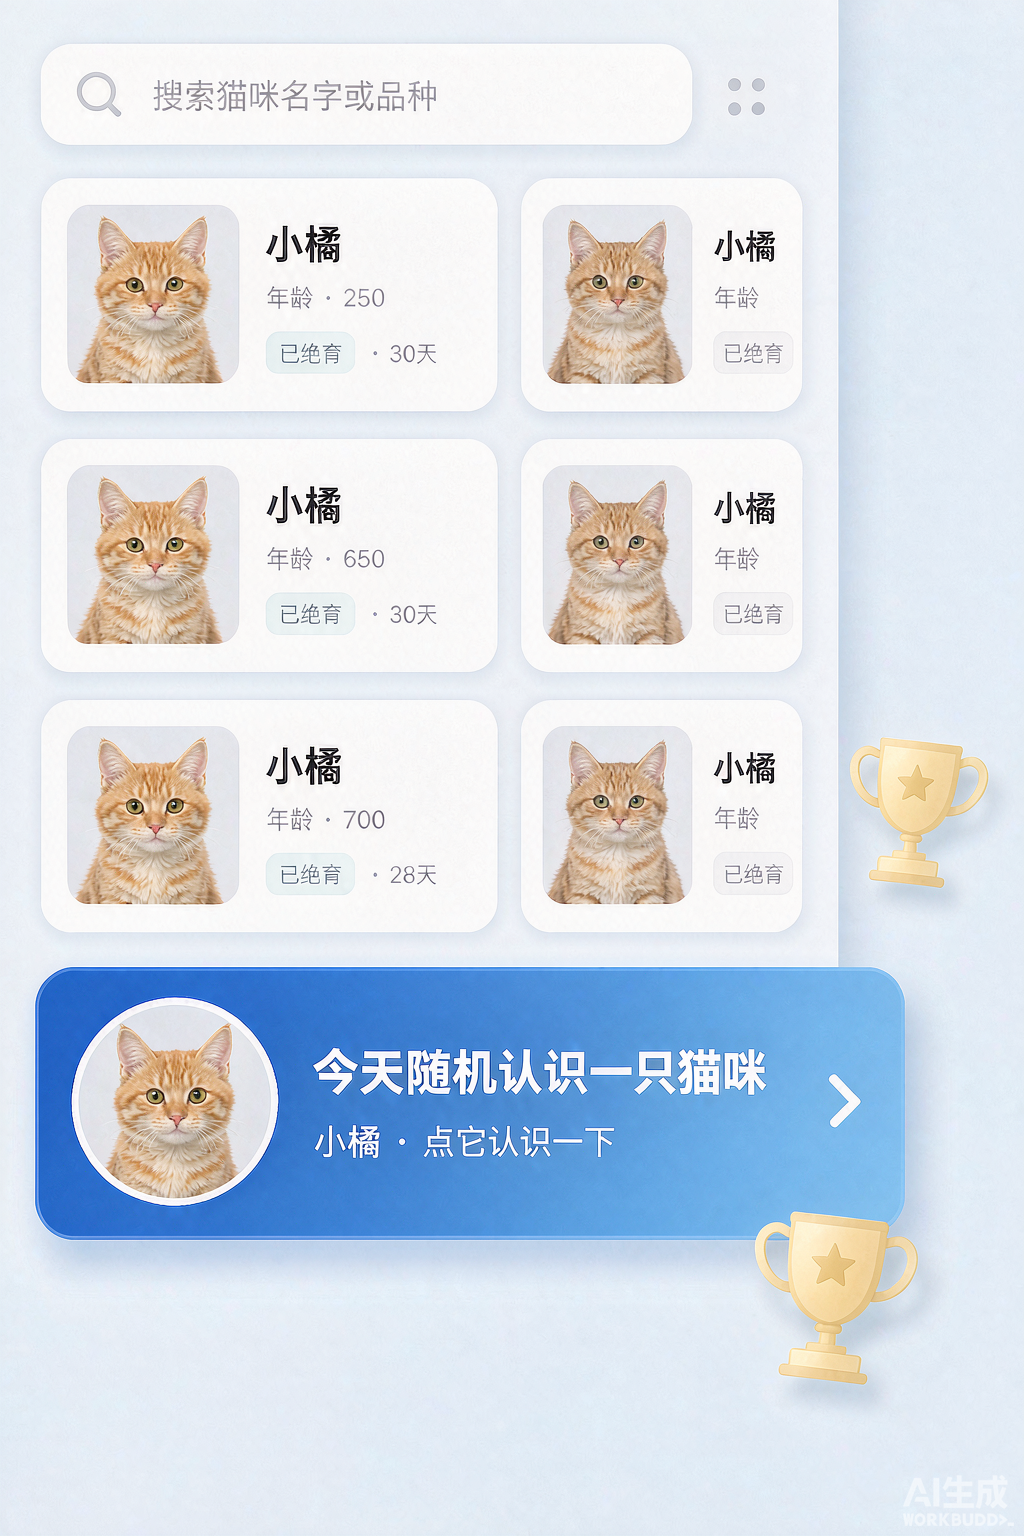 搜索猫咪名字或品种
小橘
年龄 · 250
已绝育 · 30天
小橘
年龄
已绝育
小橘
年龄 · 650
已绝育 · 30天
小橘
年龄
已绝育
小橘
年龄 · 700
已绝育 · 28天
小橘
年龄
已绝育
今天随机认识一只猫咪
小橘 · 点它认识一下
AI生成